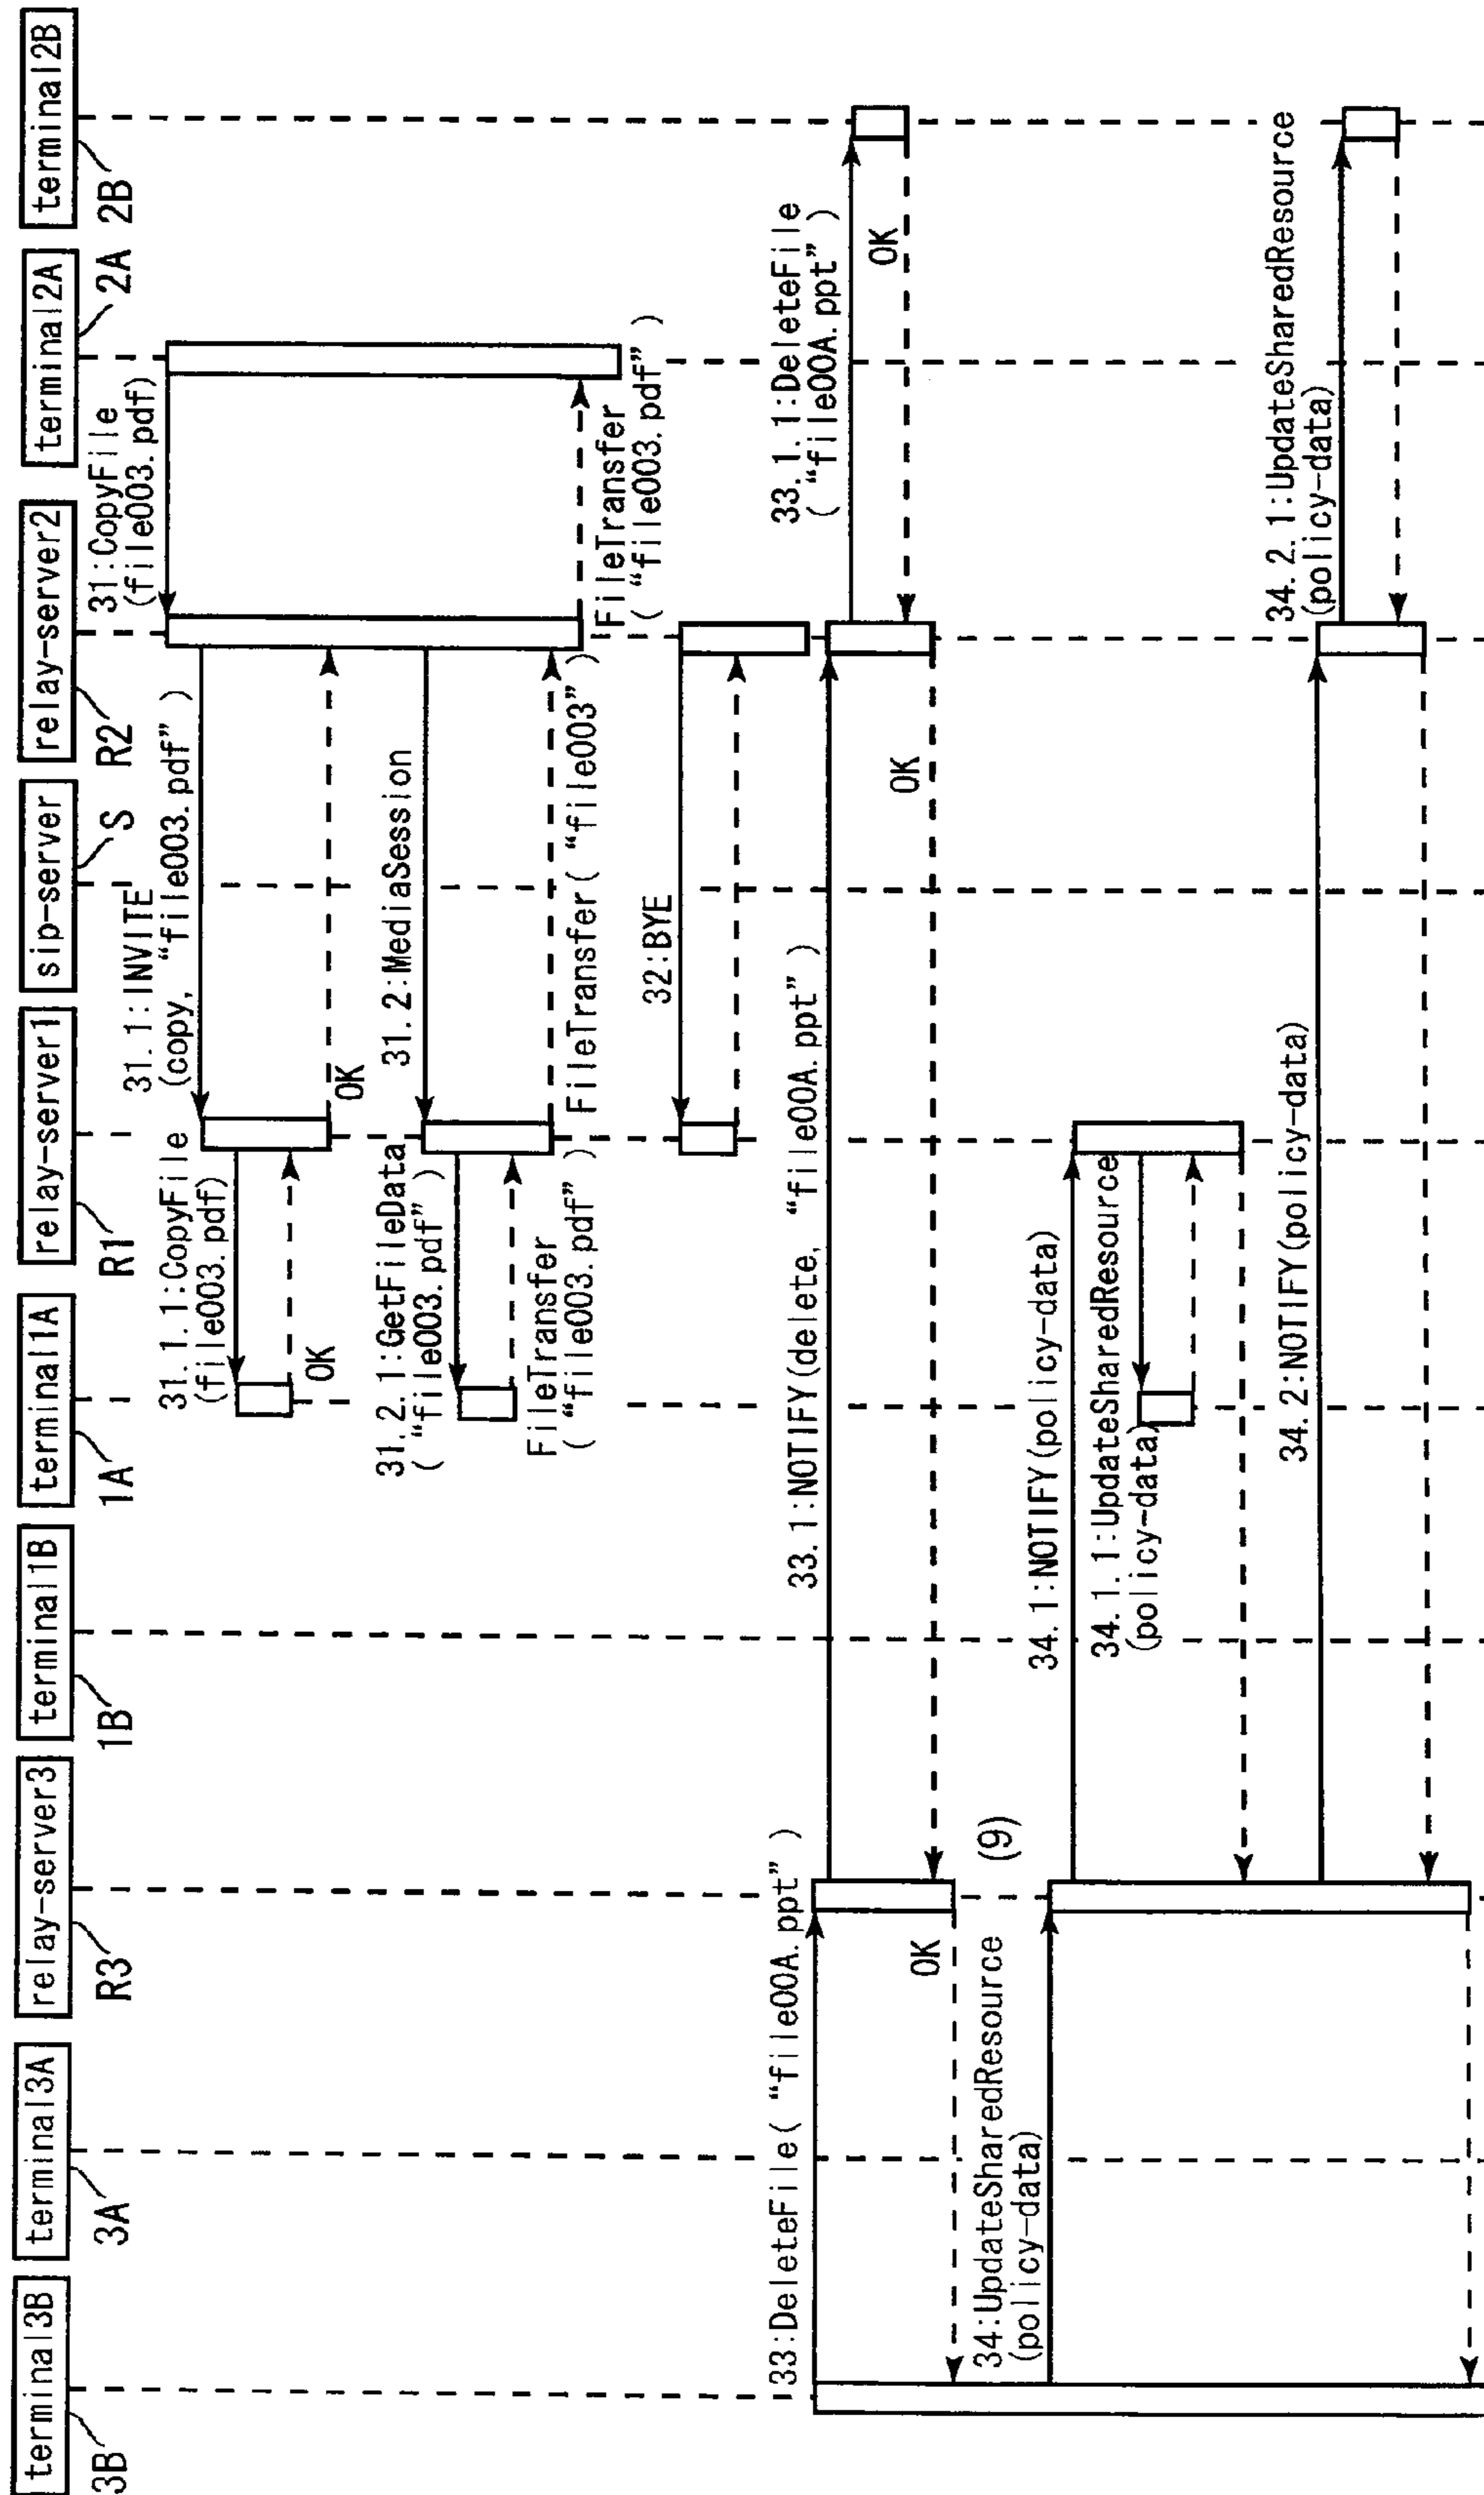 terminal3B
3B
terminal3A
3A
relay-server3
R3
terminal1B
1B
terminal1A
1A
relay-server1
R1
sip-server
S
relay-server2
R2
terminal2A
2A
terminal2B
2B
31:CopyFile
(file003.pdf)
31.1:INVITE
(copy, “file003.pdf” )
31.1.1:CopyFile
(file003.pdf)
OK
OK
31.2:MediaSession
31.2.1:GetFileData
( “file003.pdf” )
FileTransfer
( “file003.pdf” )
FileTransfer( “file003” )
FileTransfer
( “file003.pdf” )
32:BYE
33:DeleteFile( “file00A.ppt” )
33.1:NOTIFY(delete, “file00A.ppt” )
33.1.1:DeleteFile
( “file00A.ppt” )
OK
OK
OK
(9)
34:UpdateSharedResource
(policy-data)
34.1:NOTIFY(policy-data)
34.1.1:UpdateSharedResource
(policy-data)
34.2:NOTIFY(policy-data)
34.2.1:UpdateSharedResource
(policy-data)